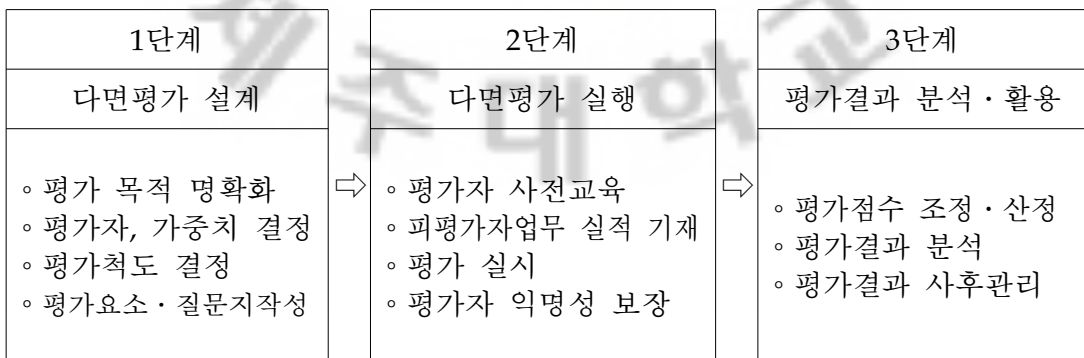 1단계
다면평가 설계
◦ 평가 목적 명확화
◦ 평가자, 가중치 결정
◦ 평가척도 결정
◦ 평가요소 · 질문지작성
⇨
2단계
다면평가 실행
◦ 평가자 사전교육
◦ 피평가자업무 실적 기재
◦ 평가 실시
◦ 평가자 익명성 보장
⇨
3단계
평가결과 분석 · 활용
◦ 평가점수 조정 · 산정
◦ 평가결과 분석
◦ 평가결과 사후관리
제주대학교